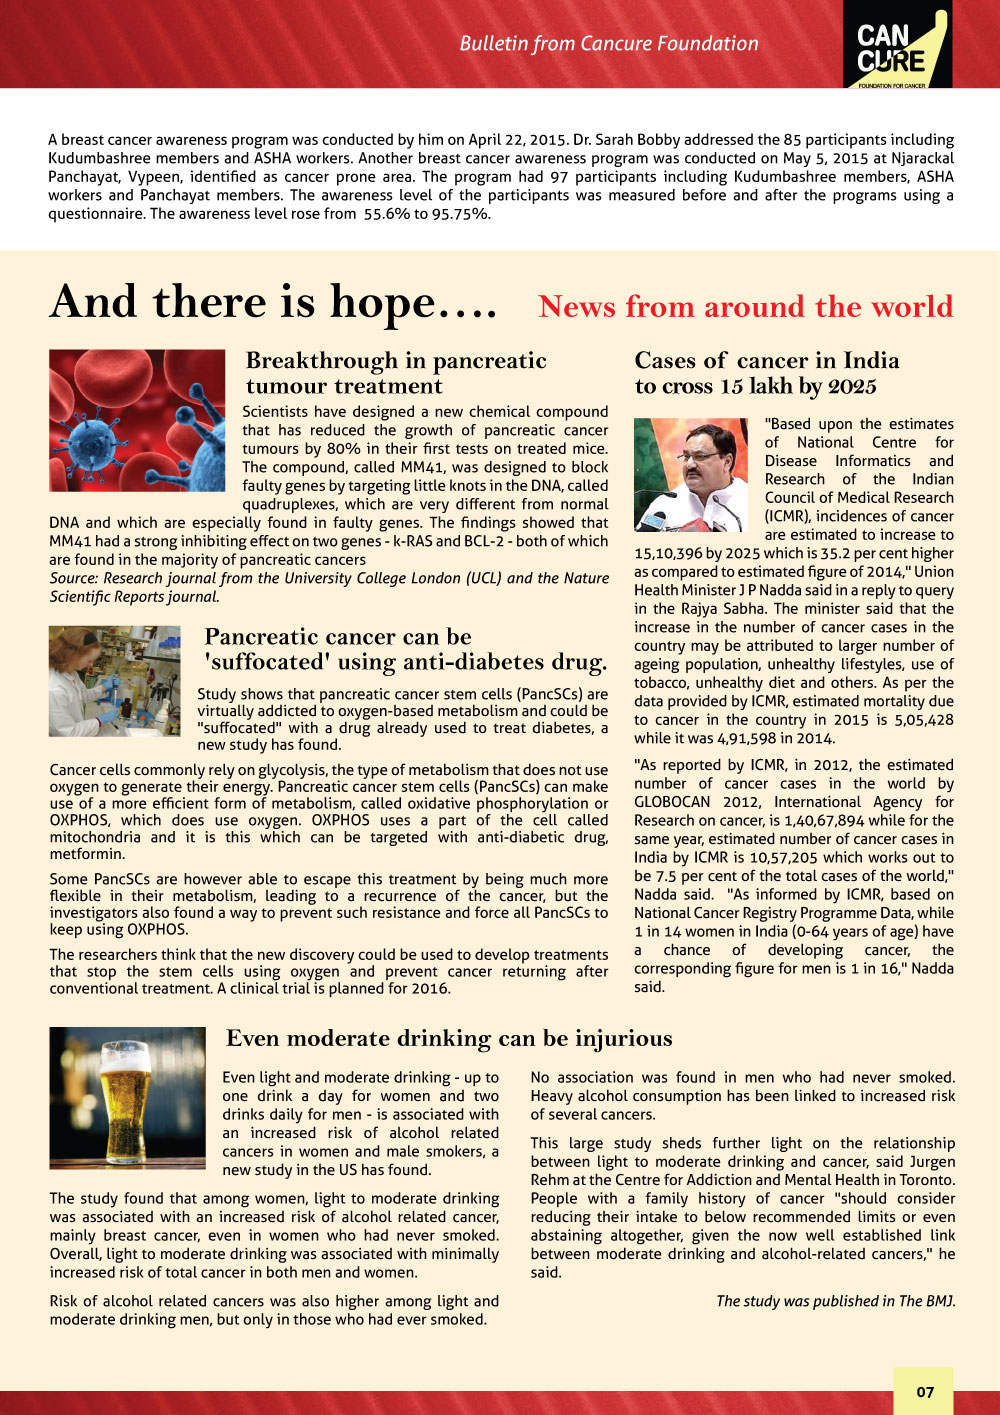 Bulletin from Cancure Foundation
CAN
CURE
FOUNDATION FOR CANCER
A breast cancer awareness program was conducted by him on April 22, 2015. Dr. Sarah Bobby addressed the 85 participants including
Kudumbashree members and ASHA workers. Another breast cancer awareness program was conducted on May 5, 2015 at Njarackal
Panchayat, Vypeen, identified as cancer prone area. The program had 97 participants including Kudumbashree members, ASHA
workers and Panchayat members. The awareness level of the participants was measured before and after the programs using a
questionnaire. The awareness level rose from 55.6% to 95.75%.
And there is hope....
News from around the world
Breakthrough in pancreatic
tumour treatment
Scientists have designed a new chemical compound
that has reduced the growth of pancreatic cancer
tumours by 80% in their first tests on treated mice.
The compound, called MM41, was designed to block
faulty genes by targeting little knots in the DNA, called
quadruplexes, which are very different from normal
DNA and which are especially found in faulty genes. The findings showed that
MM41 had a strong inhibiting effect on two genes - k-RAS and BCL-2 - both of which
are found in the majority of pancreatic cancers
Source: Research journal from the University College London (UCL) and the Nature
Scientific Reports journal.
Pancreatic cancer can be
'suffocated' using anti-diabetes drug.
Study shows that pancreatic cancer stem cells (PancSCs) are
virtually addicted to oxygen-based metabolism and could be
"suffocated" with a drug already used to treat diabetes, a
new study has found.
Cancer cells commonly rely on glycolysis, the type of metabolism that does not use
oxygen to generate their energy. Pancreatic cancer stem cells (PancSCs) can make
use of a more efficient form of metabolism, called oxidative phosphorylation or
OXPHOS, which does use oxygen. OXPHOS uses a part of the cell called
mitochondria and it is this which can be targeted with anti-diabetic drug,
metformin.
Some PancSCs are however able to escape this treatment by being much more
flexible in their metabolism, leading to a recurrence of the cancer, but the
investigators also found a way to prevent such resistance and force all PancSCs to
keep using OXPHOS.
The researchers think that the new discovery could be used to develop treatments
that stop the stem cells using oxygen and prevent cancer returning after
conventional treatment. A clinical trial is planned for 2016.
Cases of cancer in India
to cross 15 lakh by 2025
"Based upon the estimates
of National Centre for
Disease Informatics and
Research of the Indian
Council of Medical Research
(ICMR), incidences of cancer
are estimated to increase to
15,10,396 by 2025 which is 35.2 per cent higher
as compared to estimated figure of 2014," Union
Health Minister J P Nadda said in a reply to query
in the Rajya Sabha. The minister said that the
increase in the number of cancer cases in the
country may be attributed to larger number of
ageing population, unhealthy lifestyles, use of
tobacco, unhealthy diet and others. As per the
data provided by ICMR, estimated mortality due
to cancer in the country in 2015 is 5,05,428
while it was 4,91,598 in 2014.
"As reported by ICMR, in 2012, the estimated
number of cancer cases in the world by
GLOBOCAN 2012, International Agency for
Research on cancer, is 1,40,67,894 while for the
same year, estimated number of cancer cases in
India by ICMR is 10,57,205 which works out to
be 7.5 per cent of the total cases of the world,"
Nadda said. "As informed by ICMR, based on
National Cancer Registry Programme Data, while
1 in 14 women in India (0-64 years of age) have
a chance of developing cancer, the
corresponding figure for men is 1 in 16," Nadda
said.
Even moderate drinking can be injurious
Even light and moderate drinking - up to
one drink a day for women and two
drinks daily for men - is associated with
an increased risk of alcohol related
cancers in women and male smokers, a
new study in the US has found.
The study found that among women, light to moderate drinking
was associated with an increased risk of alcohol related cancer,
mainly breast cancer, even in women who had never smoked.
Overall, light to moderate drinking was associated with minimally
increased risk of total cancer in both men and women.
Risk of alcohol related cancers was also higher among light and
moderate drinking men, but only in those who had ever smoked.
No association was found in men who had never smoked.
Heavy alcohol consumption has been linked to increased risk
of several cancers.
This large study sheds further light on the relationship
between light to moderate drinking and cancer, said Jurgen
Rehm at the Centre for Addiction and Mental Health in Toronto.
People with a family history of cancer "should consider
reducing their intake to below recommended limits or even
abstaining altogether, given the now well established link
between moderate drinking and alcohol-related cancers," he
said.
The study was published in The BMJ.
07